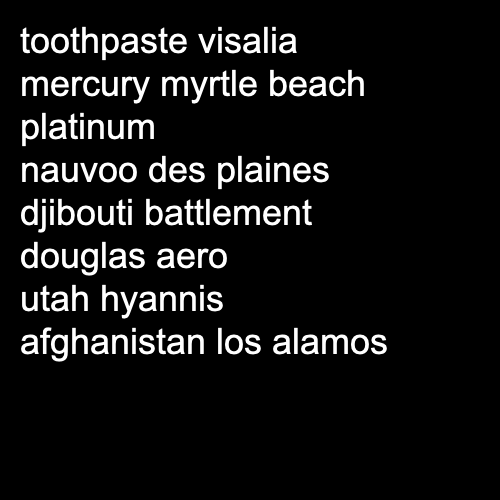 toothpaste visalia
mercury myrtle beach
platinum
nauvoo des plaines
djibouti battlement
douglas aero
utah hyannis
afghanistan los alamos